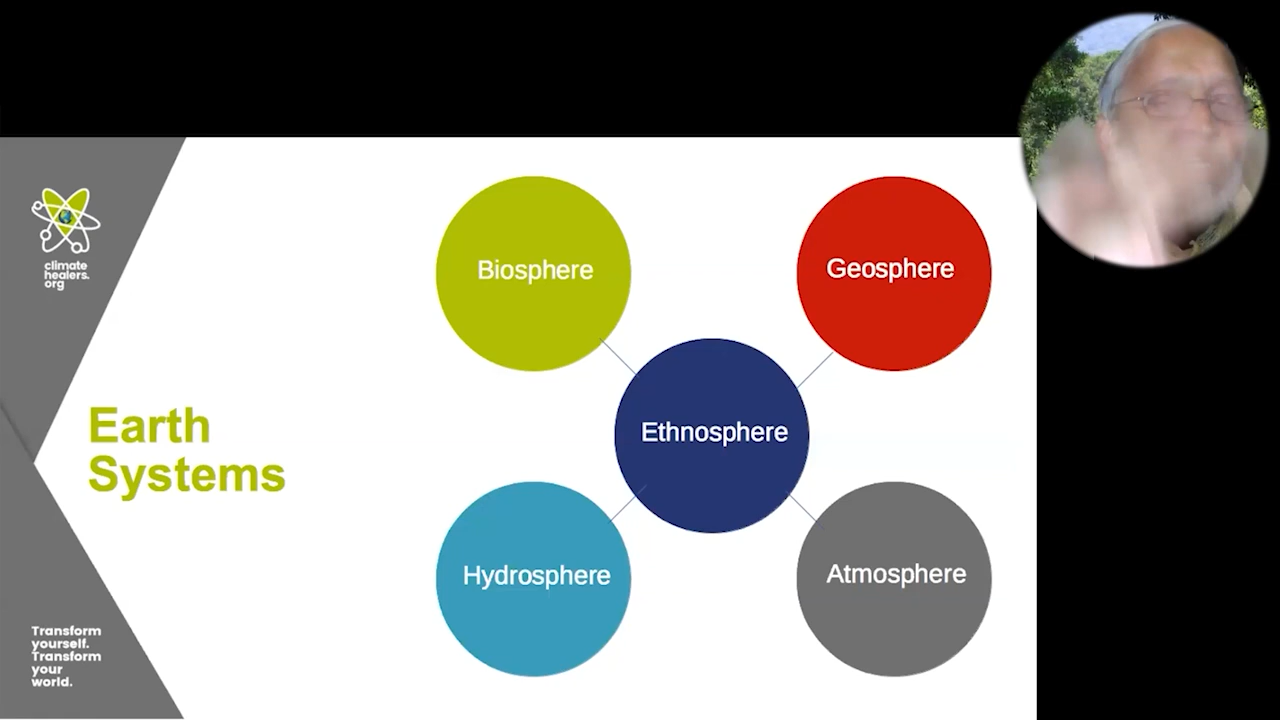 climate
healers.
org
Earth
Systems
Biosphere
Geosphere
Ethnosphere
Hydrosphere
Atmosphere
Transform
yourself.
Transform
your
world.